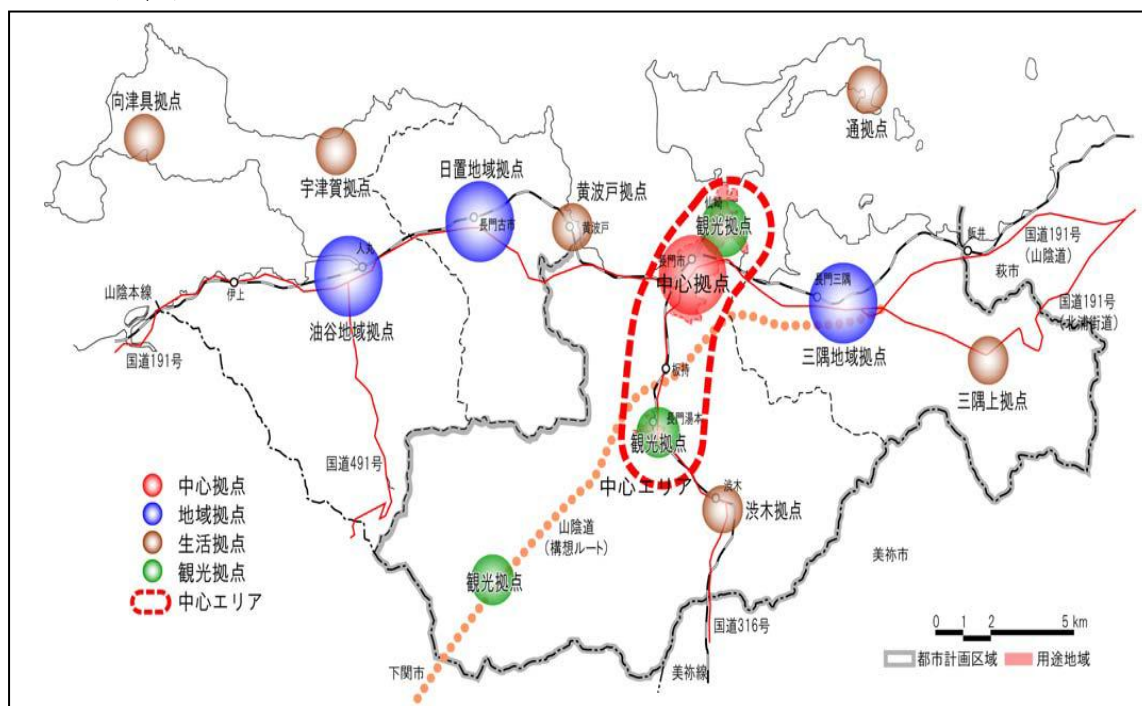 向津具拠点
宇津賀拠点
日置地域拠点
黄波戸拠点
通拠点
仙崎
観光拠点
長門古市
黄波戸
人丸
長門市
中心拠点
飯井
国道191号
(山陰道)
萩市
山陰本線
伊上
長門三隅
国道191号
(北浦街道)
油谷地域拠点
国道191号
三隅地域拠点
板持
三隅上拠点
長門湯本
観光拠点
国道491号
中心エリア
渋木
渋木拠点
中心拠点
地域拠点
生活拠点
観光拠点
中心エリア
山陰道
(構想ルート)
美祢市
観光拠点
国道316号
0 1 2 5 km
下関市
美祢線
都市計画区域
用途地域